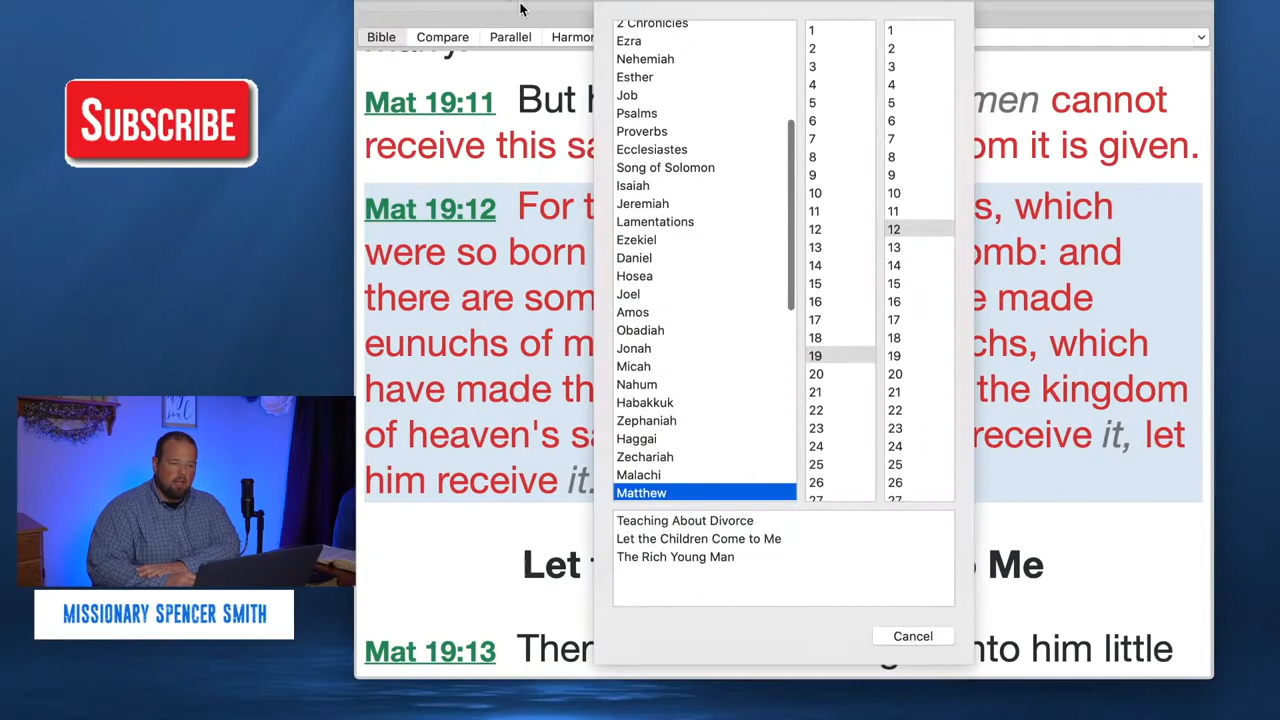 SUBSCRIBE
MISSIONARY SPENCER SMITH
Bible Compare Parallel Harmon
Mat 19:11 But
men cannot
receive this sa
om it is given.
Mat 19:12 For t
s, which
were so born
omb: and
there are som
e made
eunuchs of m
chs, which
have made th
the kingdom
of heaven's sa
receive it, let
him receive it.
Let
Me
Mat 19:13 Ther
nto him little
2 Chronicles
Ezra
Nehemiah
Esther
Job
Psalms
Proverbs
Ecclesiastes
Song of Solomon
Isaiah
Jeremiah
Lamentations
Ezekiel
Daniel
Hosea
Joel
Amos
Obadiah
Jonah
Micah
Nahum
Habakkuk
Zephaniah
Haggai
Zechariah
Malachi
Matthew
1
2
3
4
5
6
7
8
9
10
11
12
13
14
15
16
17
18
19
20
21
22
23
24
25
26
27
1
2
3
4
5
6
7
8
9
10
11
12
13
14
15
16
17
18
19
20
21
22
23
24
25
26
27
Teaching About Divorce
Let the Children Come to Me
The Rich Young Man
Cancel